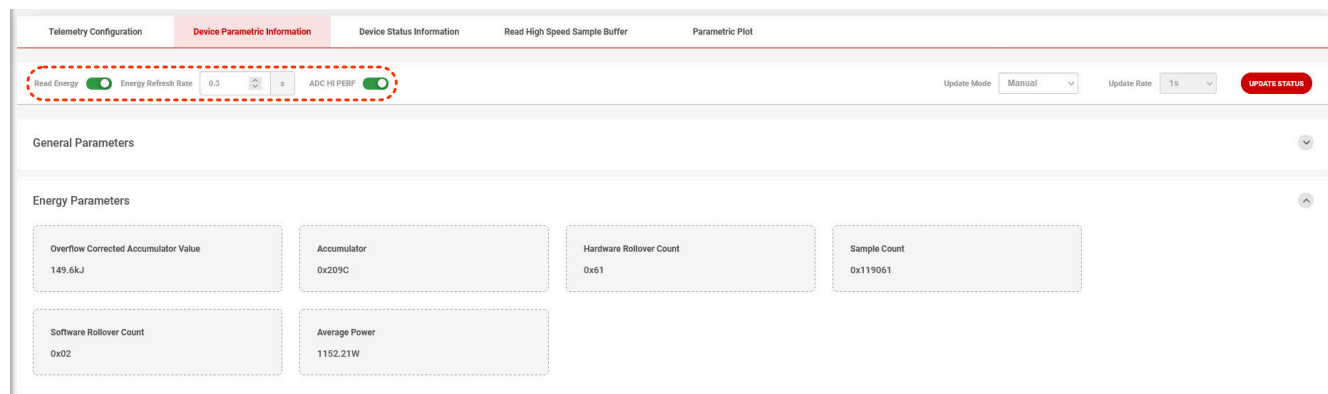 Telemetry Configuration Device Parametric Information Device Status Information Read High Speed Sample Buffer Parametric Plot
Read Energy Energy Refresh Rate 0.3 s ADC HI PERF Update Mode Manual Update Rate 1s UPDATE STATUS
General Parameters
Energy Parameters
Overflow Corrected Accumulator Value Accumulator Hardware Rollover Count Sample Count
149.6kJ 0x209C 0x61 0x119061
Software Rollover Count Average Power
0x02 1152.21W